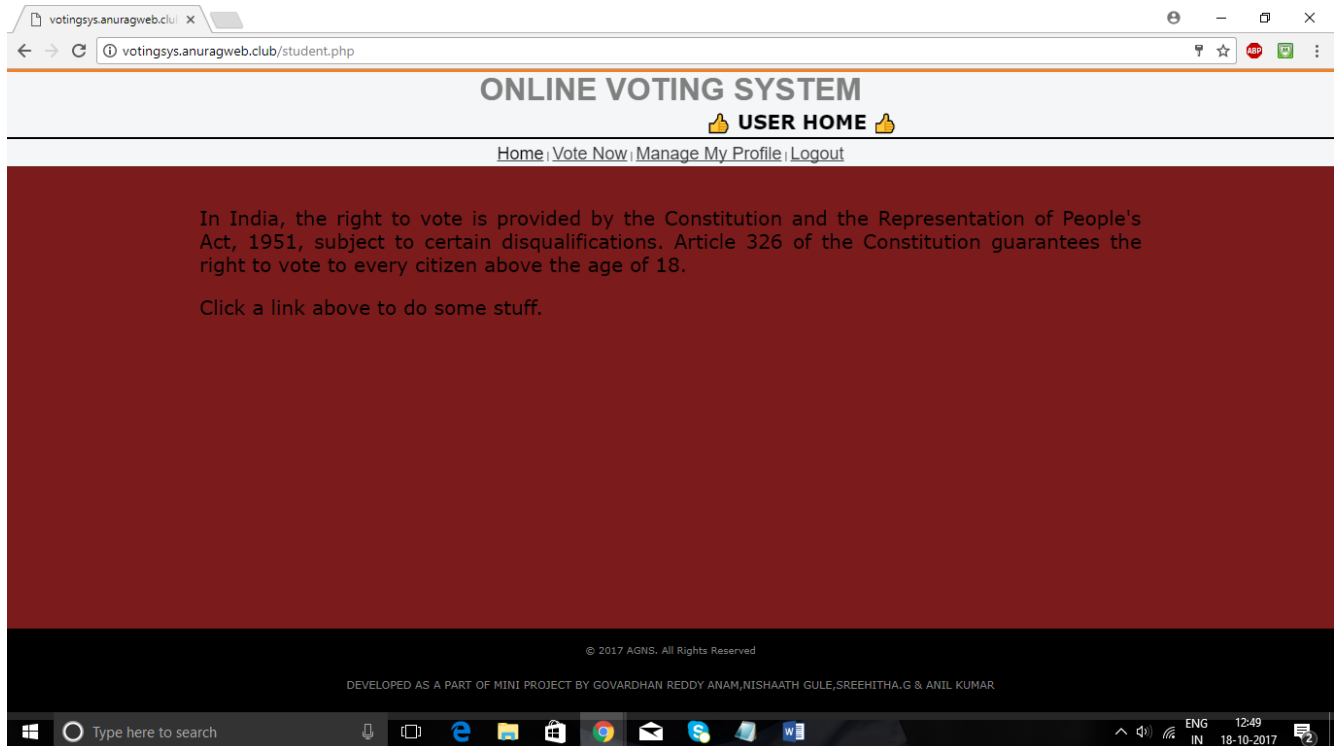 votingsys.anuragweb.clu
votingsys.anuragweb.club/student.php
ABP
ONLINE VOTING SYSTEM
USER HOME
Home | Vote Now | Manage My Profile | Logout
In India, the right to vote is provided by the Constitution and the Representation of People's
Act, 1951, subject to certain disqualifications. Article 326 of the Constitution guarantees the
right to vote to every citizen above the age of 18.
Click a link above to do some stuff.
© 2017 AGNS. All Rights Reserved
DEVELOPED AS A PART OF MINI PROJECT BY GOVARDHAN REDDY ANAM,NISHAATH GULE,SREEHITHA.G & ANIL KUMAR
Type here to search
ENG 12:49
IN 18-10-2017 2